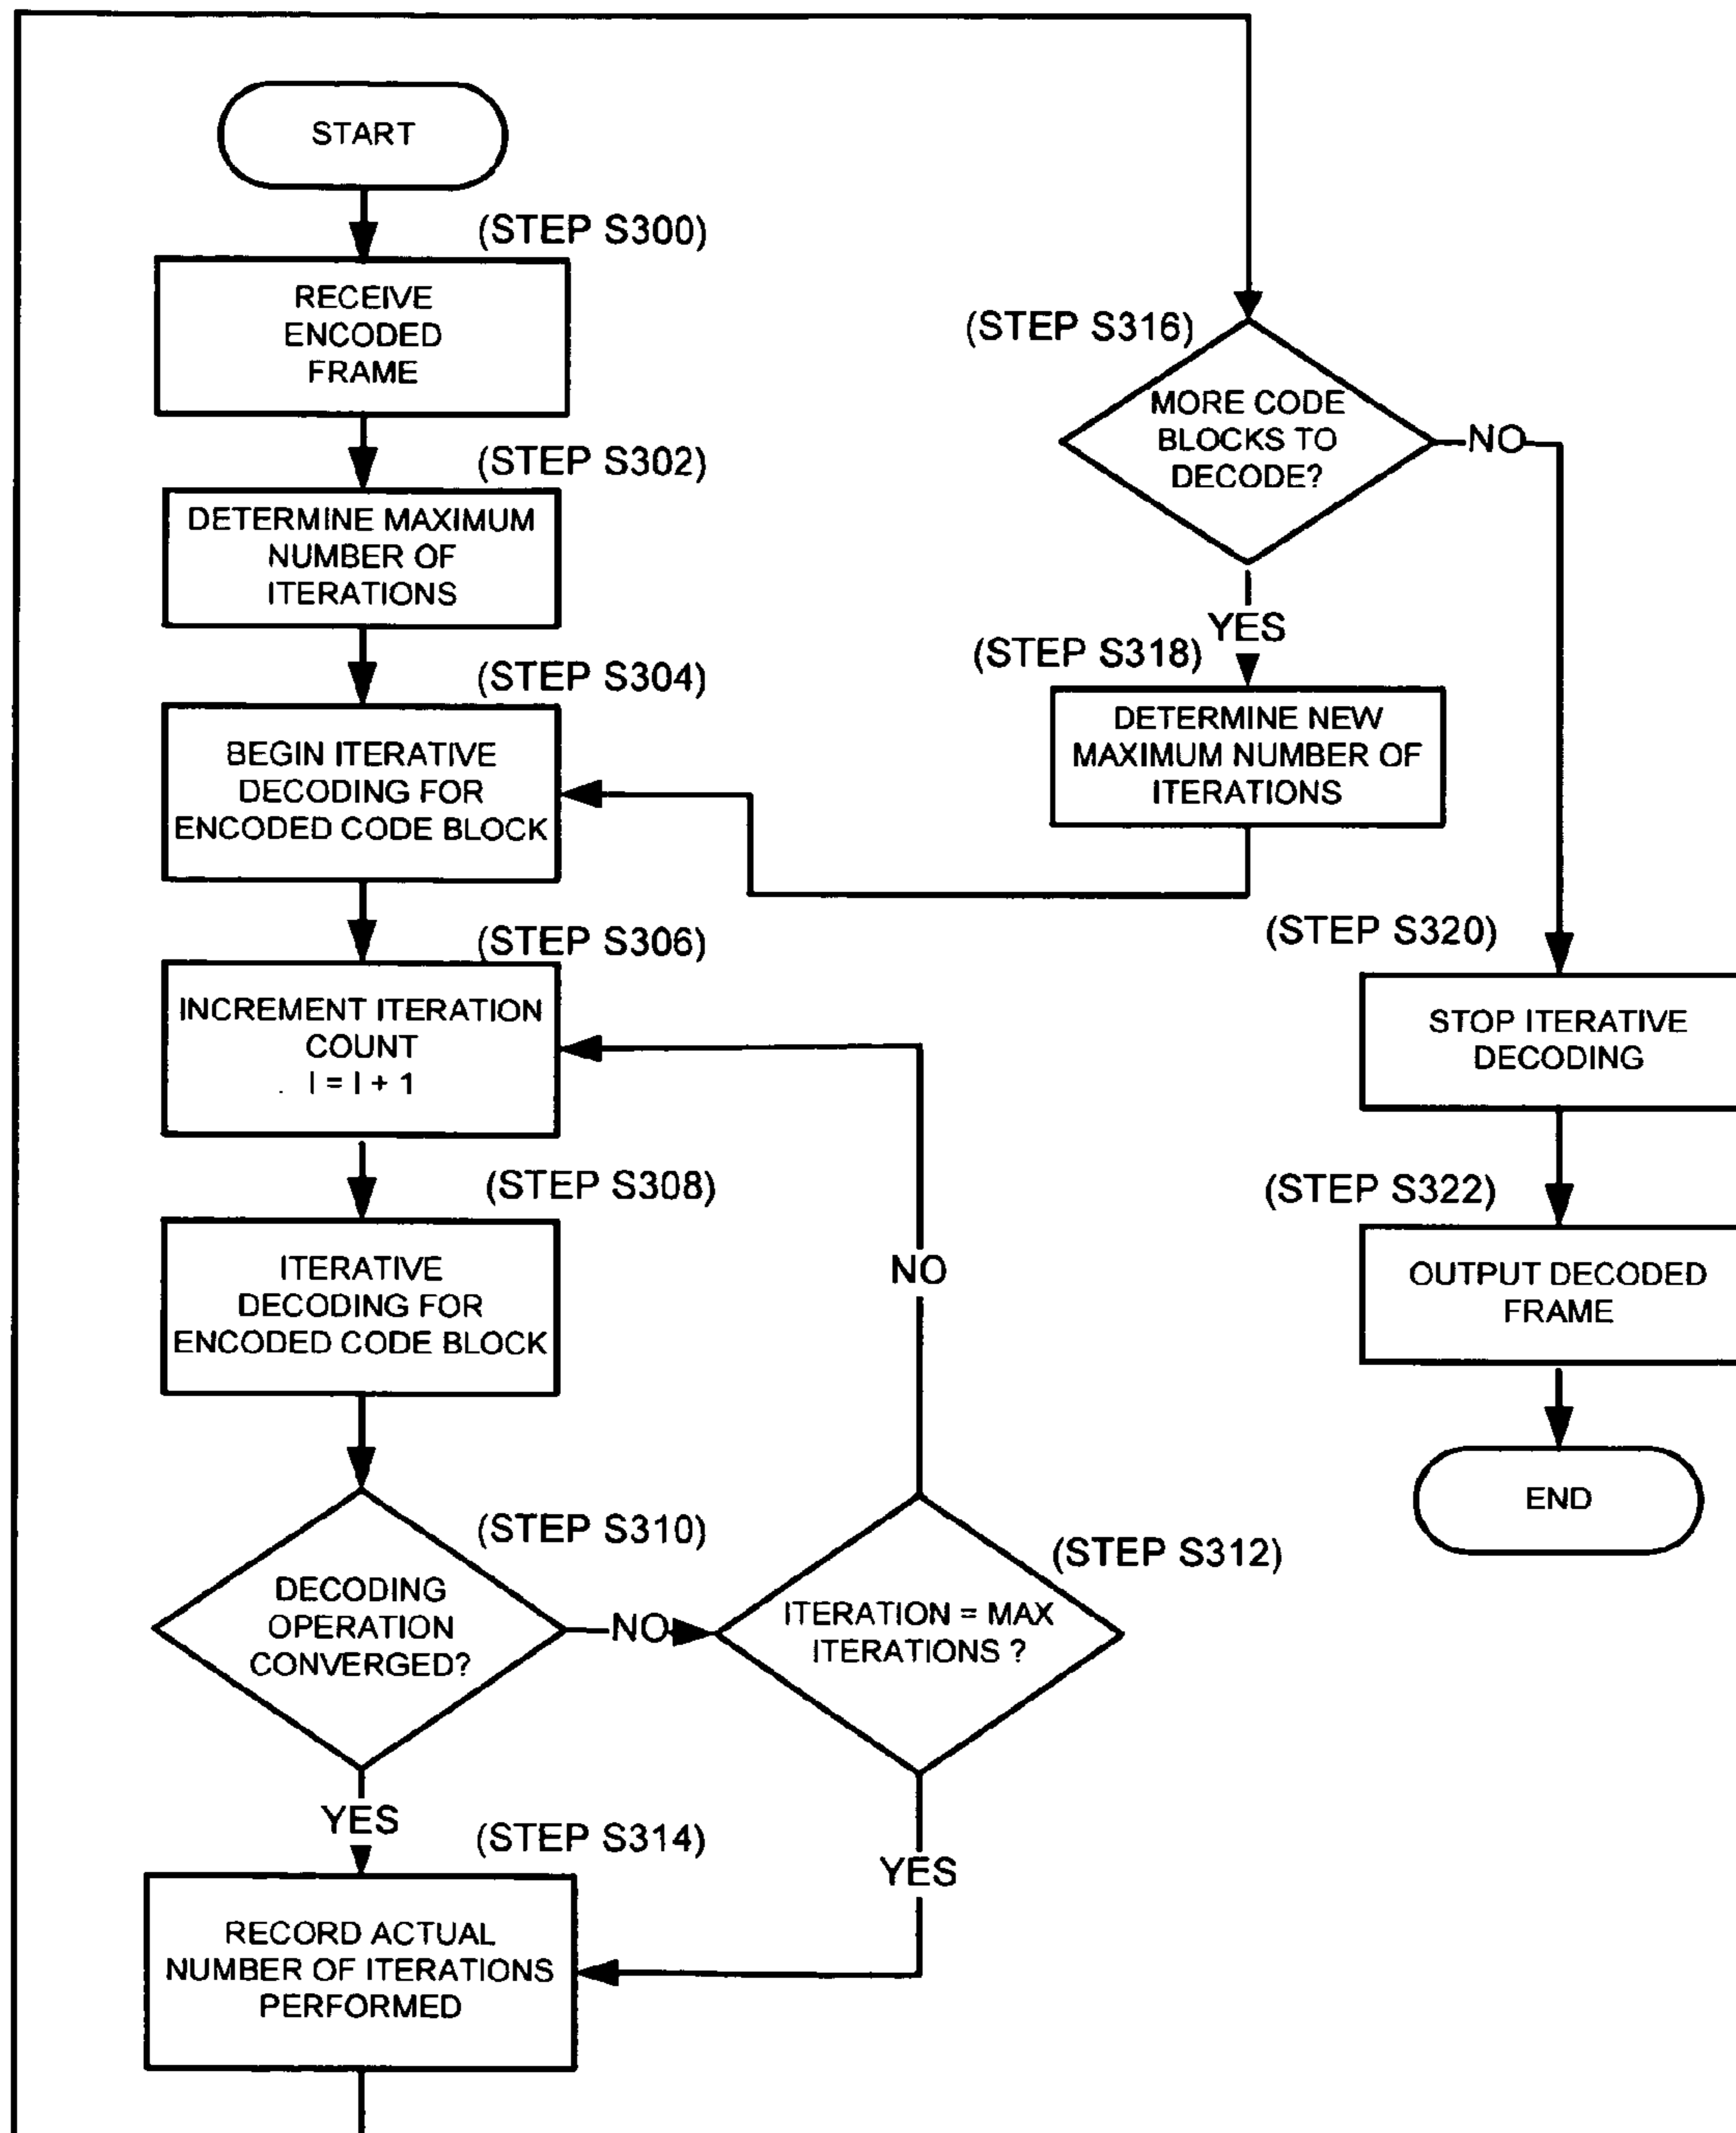 START
(STEP S300)
RECEIVE
ENCODED
FRAME
(STEP S302)
DETERMINE MAXIMUM
NUMBER OF
ITERATIONS
(STEP S304)
BEGIN ITERATIVE
DECODING FOR
ENCODED CODE BLOCK
(STEP S306)
INCREMENT ITERATION
COUNT
I = I + 1
(STEP S308)
ITERATIVE
DECODING FOR
ENCODED CODE BLOCK
(STEP S310)
DECODING
OPERATION
CONVERGED?
NO
YES
(STEP S312)
ITERATION = MAX
ITERATIONS ?
NO
YES
(STEP S314)
RECORD ACTUAL
NUMBER OF ITERATIONS
PERFORMED
(STEP S316)
MORE CODE
BLOCKS TO
DECODE?
NO
YES
(STEP S318)
DETERMINE NEW
MAXIMUM NUMBER OF
ITERATIONS
(STEP S320)
STOP ITERATIVE
DECODING
(STEP S322)
OUTPUT DECODED
FRAME
END